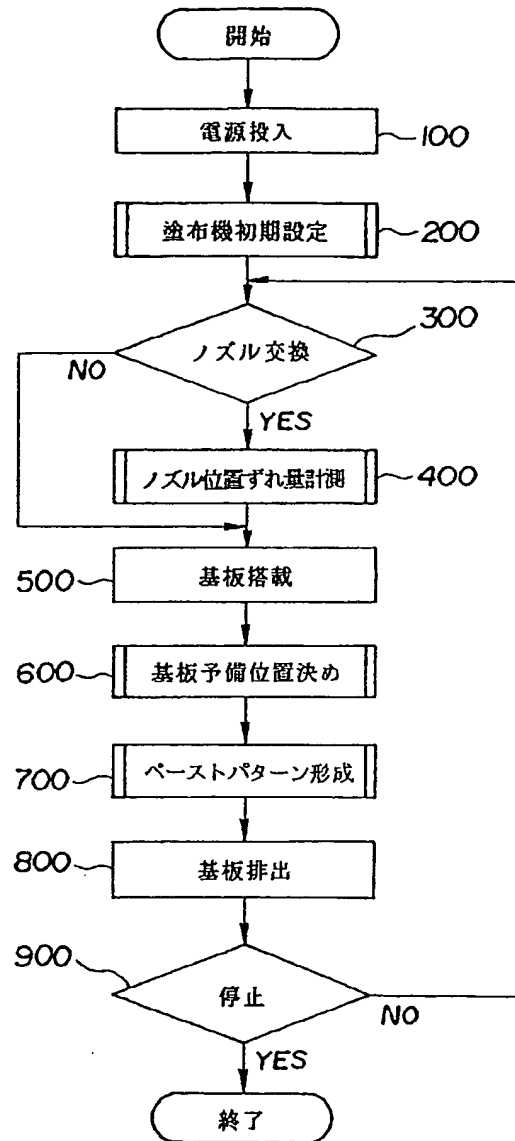 開始
電源投入
100
塗布機初期設定
200
ノズル交換
300
NO
YES
ノズル位置ずれ量計測
400
500
基板搭載
600
基板予備位置決め
700
ペーストパターン形成
800
基板排出
900
停止
NO
YES
終了